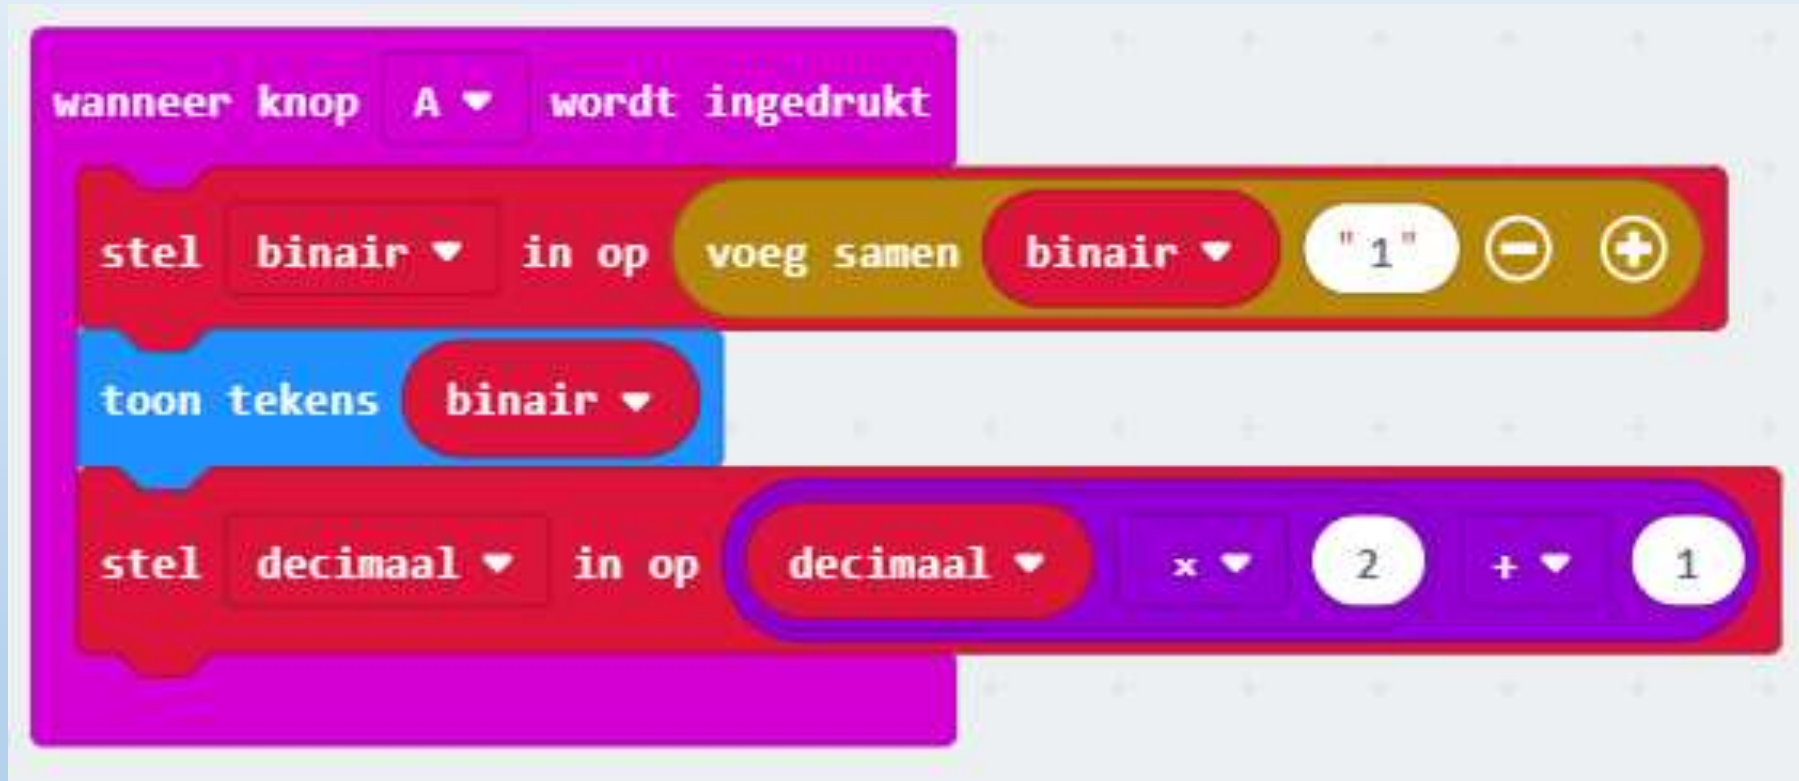 wanneer knop A wordt ingedrukt
stel binair in op voeg samen binair "1"
toon tekens binair
stel decimaal in op decimaal x 2 + 1